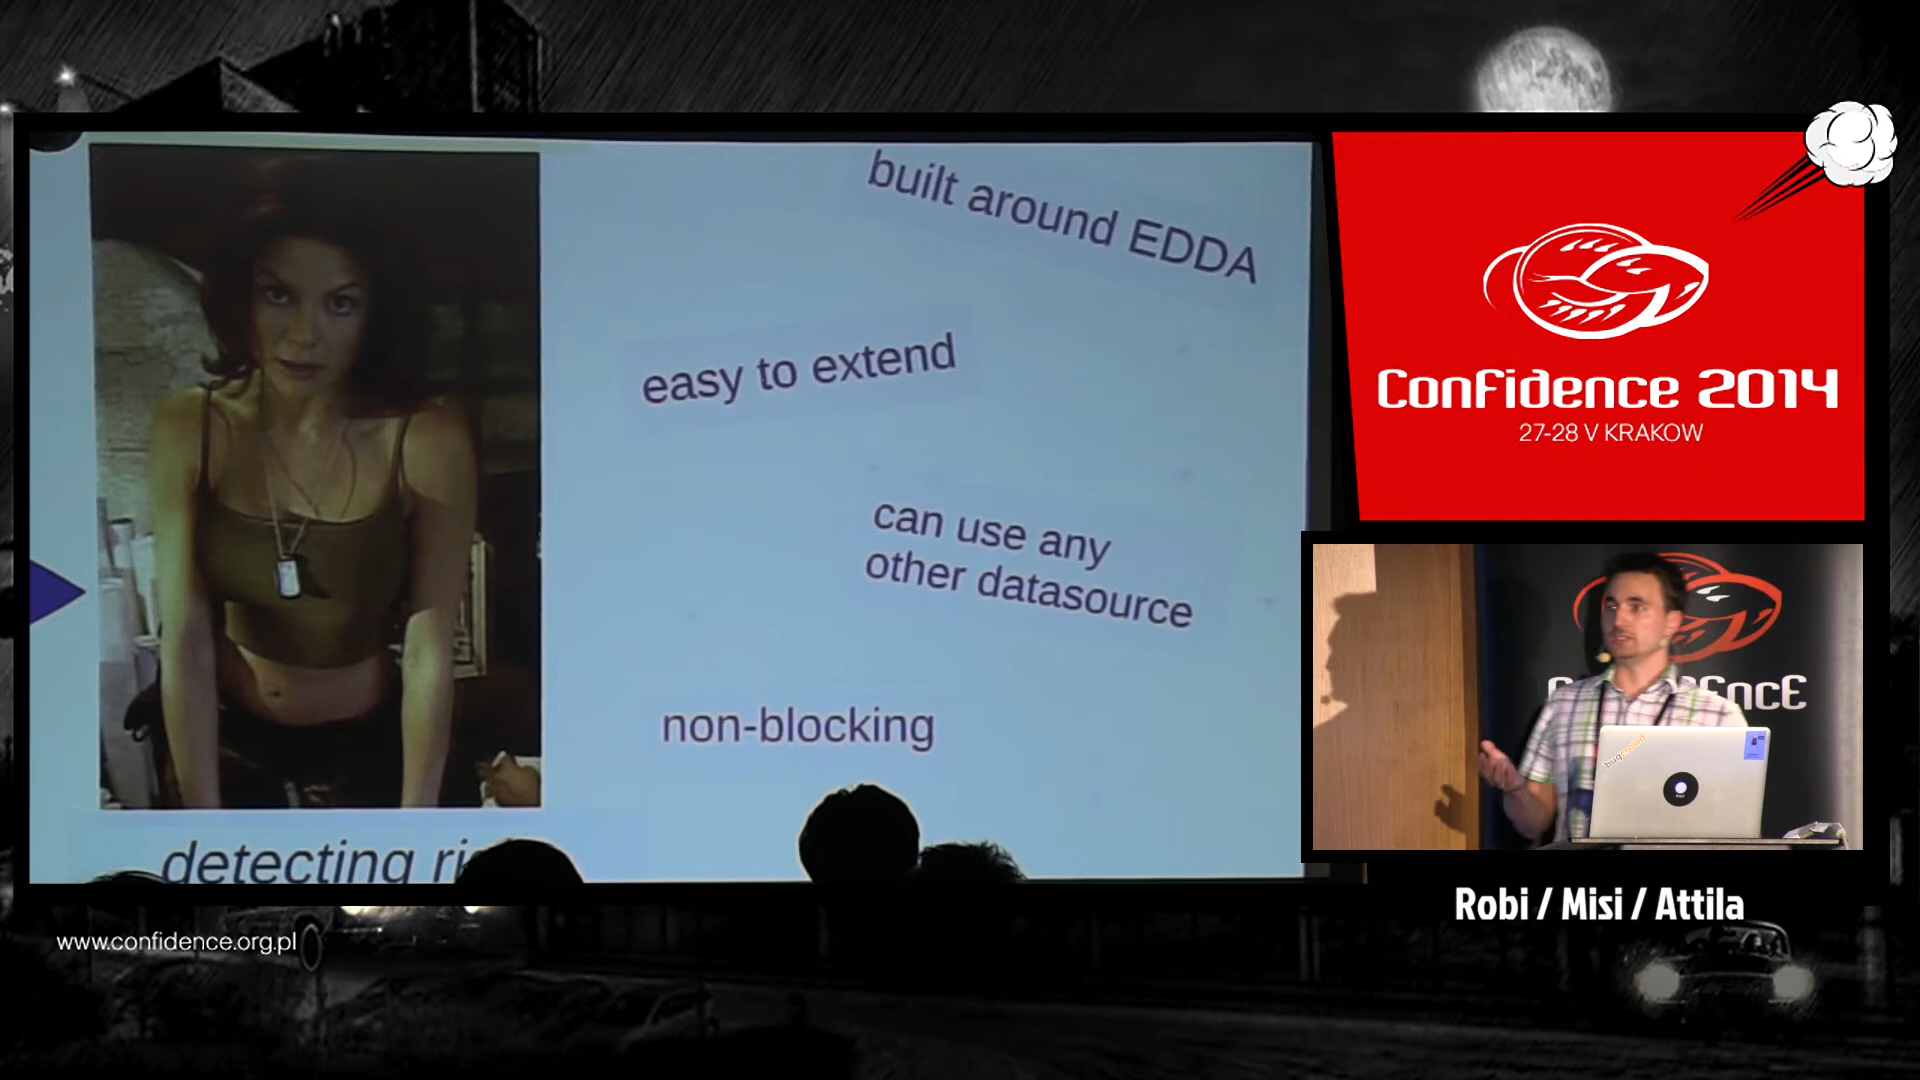 built around EDDA
easy to extend
can use any
other datasource
non-blocking
detecting
ConFidence 2014
27-28 V KRAKOW
bugcrowd
Robi / Misi / Attila
www.confidence.org.pl